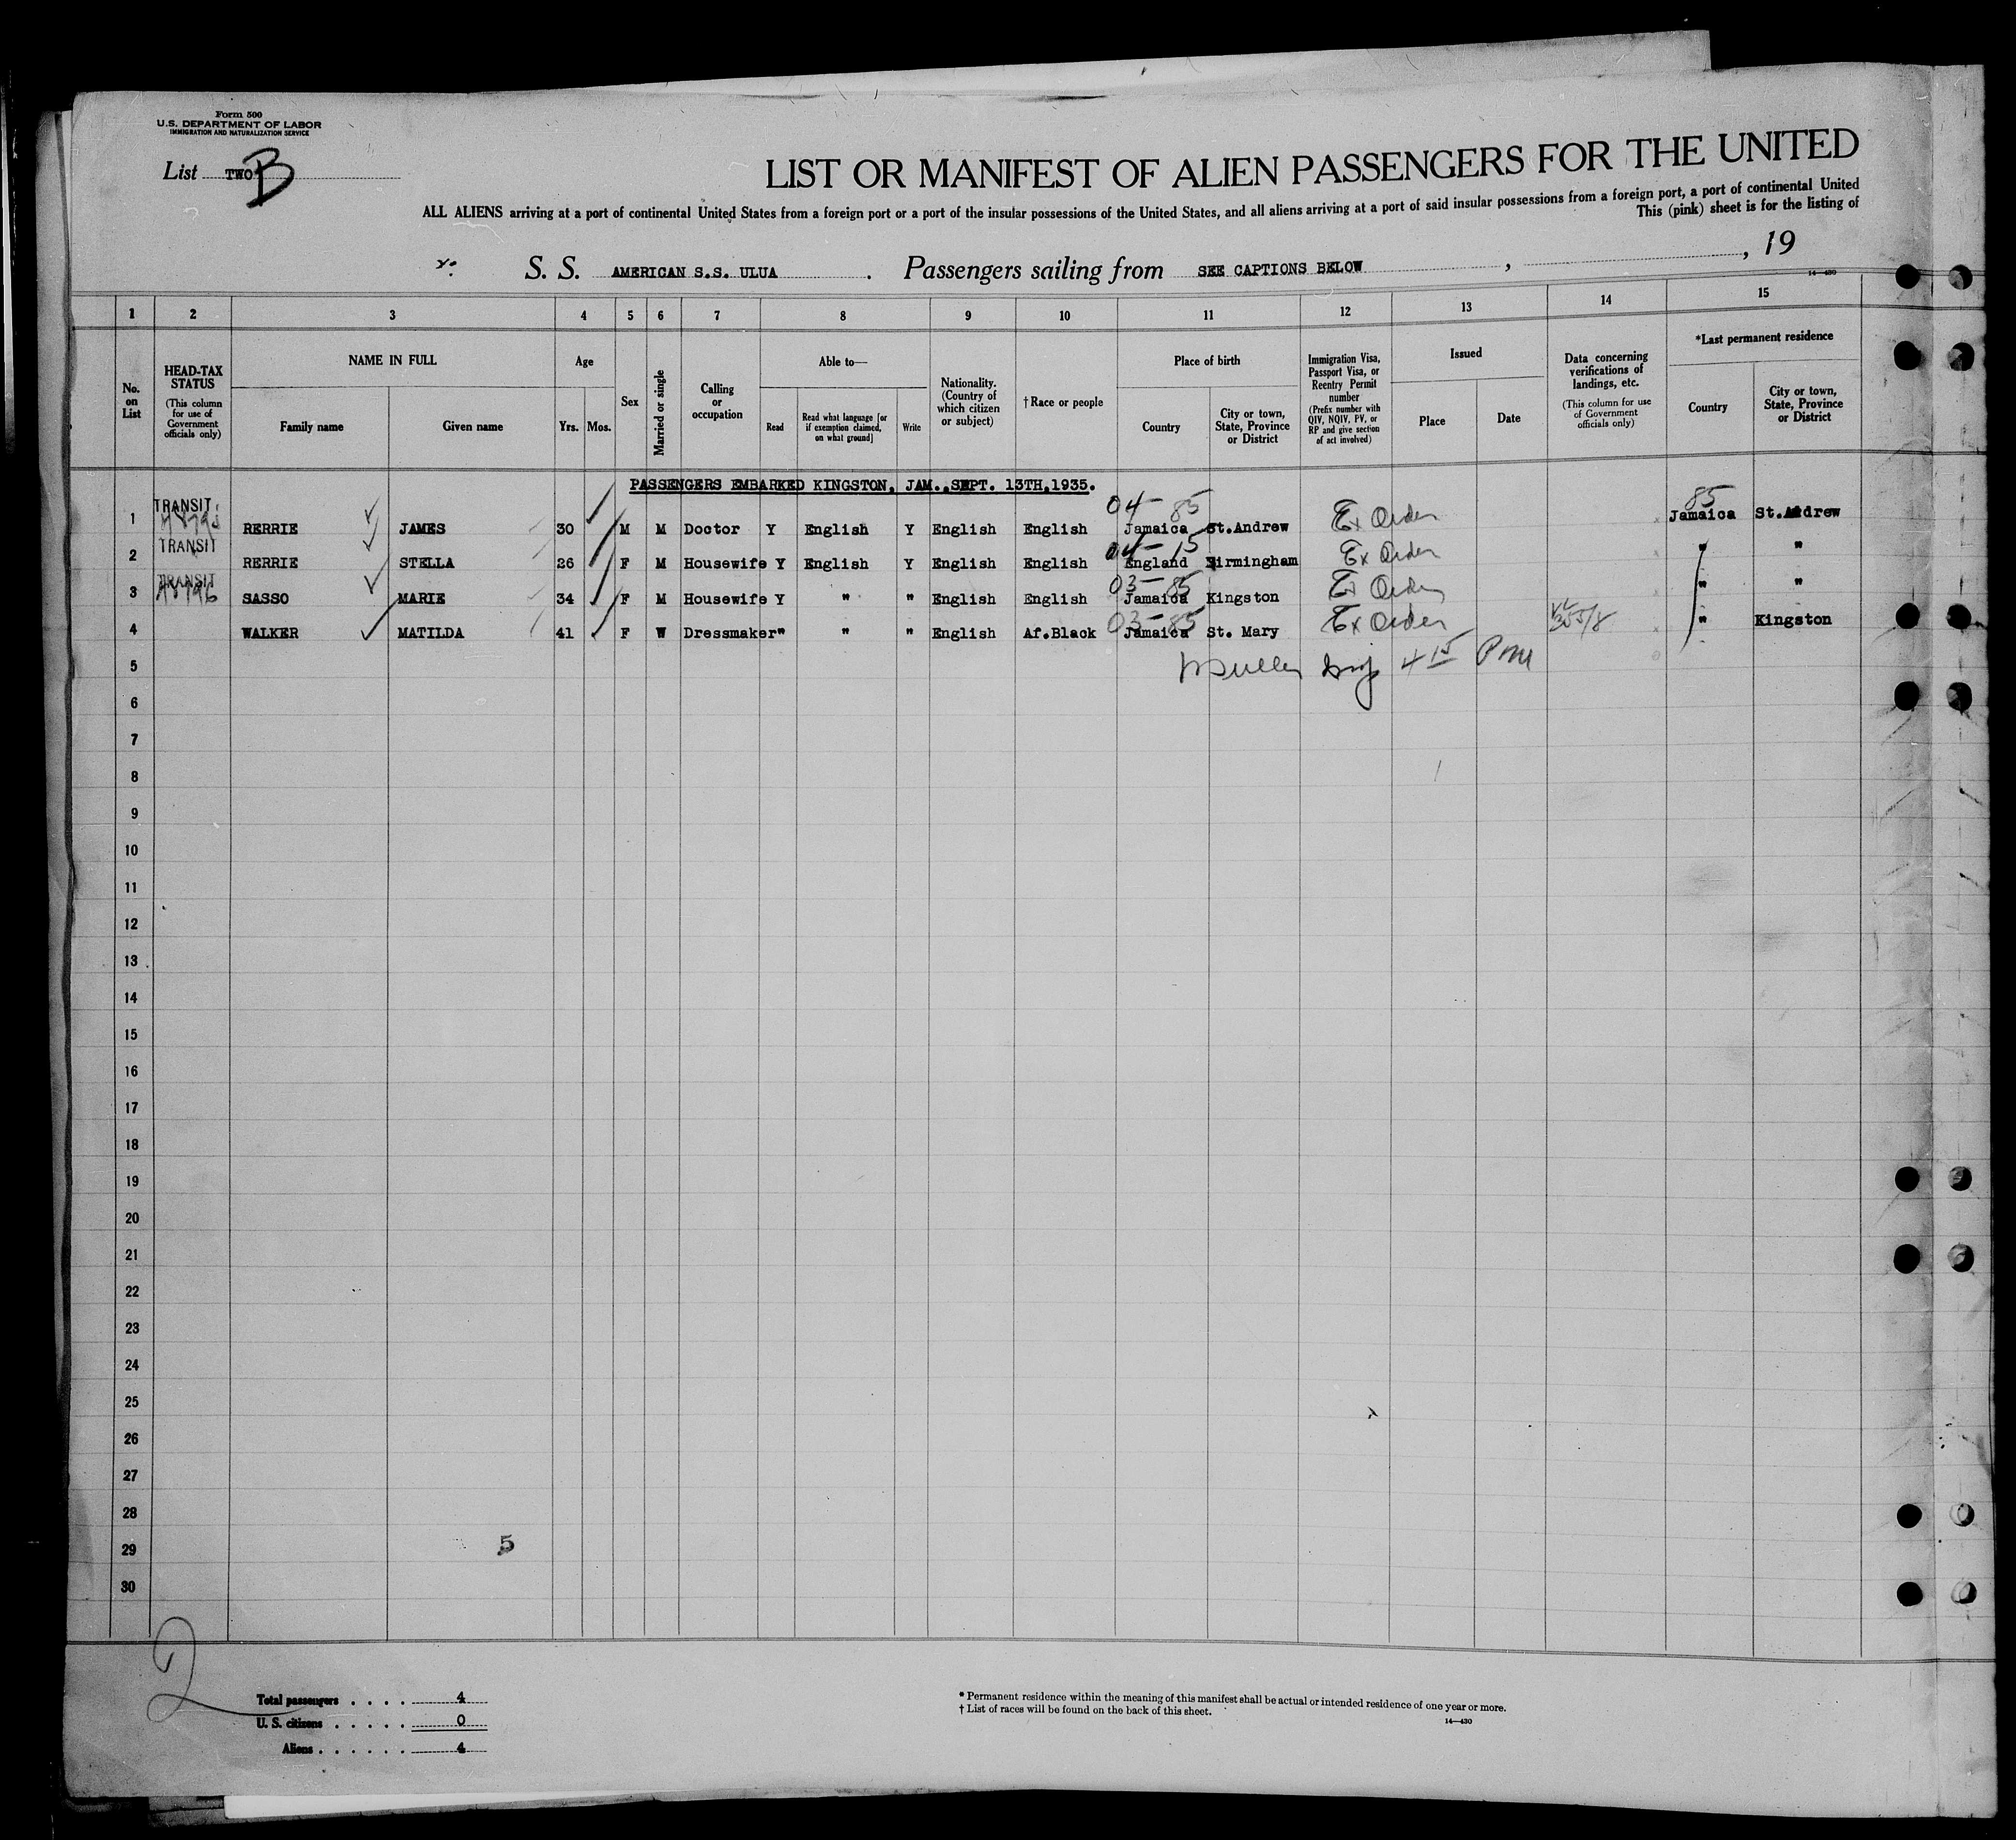 Form 500
U.S. DEPARTMENT OF LABOR
IMMIGRATION AND NATURALIZATION SERVICE
List TWO B
LIST OR MANIFEST OF ALIEN PASSENGERS FOR THE UNITED
ALL ALIENS arriving at a port of continental United States from a foreign port or a port of the insular possessions of the United States, and all aliens arriving at a port of said insular possessions from a foreign port, a port of continental United
This (pink) sheet is for the listing of
S. S. AMERICAN S.S. ULUA . Passengers sailing from SEE CAPTIONS BELOW , , 19
14—430
1 2 3 4 5 6 7 8 9 10 11 12 13 14 15
No. on List
HEAD-TAX STATUS
(This column for use of Government officials only)
NAME IN FULL
Family name Given name
Age
Yrs. Mos.
Sex
Married or single
Calling or occupation
Able to—
Read
Read what language [or if exemption claimed, on what ground]
Write
Nationality. (Country of which citizen or subject)
†Race or people
Place of birth
Country
City or town, State, Province or District
Immigration Visa, Passport Visa, or Reentry Permit number
(Prefix number with QIV, NQIV, PV, or RP and give section of act involved)
Issued
Place Date
Data concerning verifications of landings, etc.
(This column for use of Government officials only)
*Last permanent residence
Country
City or town, State, Province or District
PASSENGERS EMBARKED KINGSTON, JAM., SEPT. 13TH, 1935.
TRANSIT 04- 85 85
1 RERRIE JAMES 30 M M Doctor Y English Y English English Jamaica St.Andrew Ex Order Jamaica St.Andrew
TRANSIT 04- 15
2 RERRIE STELLA 26 F M Housewife Y English Y English English England Birmingham Ex Order " "
TRANSIT 03- 85
3 SASSO MARIE 34 F M Housewife Y " " English English Jamaica Kingston Ex Order " "
03- 85
4 WALKER MATILDA 41 F W Dressmaker " " " English Af.Black Jamaica St. Mary Ex Order " Kingston
5 4 15 PM
6
7
8
9
10
11
12
13
14
15
16
17
18
19
20
21
22
23
24
25
26
27
28
29 5
30
2
Total passengers . . . . 4
U. S. citizens . . . . . 0
Aliens . . . . . . 4
* Permanent residence within the meaning of this manifest shall be actual or intended residence of one year or more.
† List of races will be found on the back of this sheet.
14—430